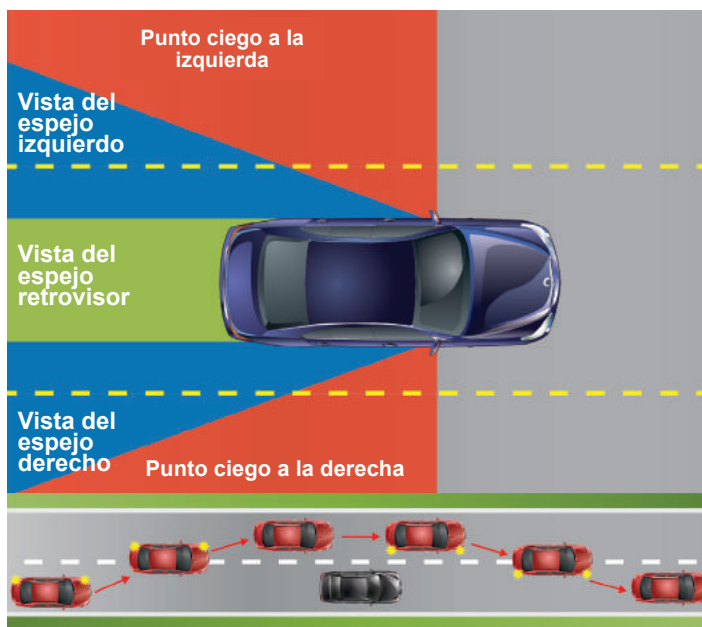 Punto ciego a la
izquierda
Vista del
espejo
izquierdo
Vista del
espejo
retrovisor
Vista del
espejo
derecho
Punto ciego a la derecha